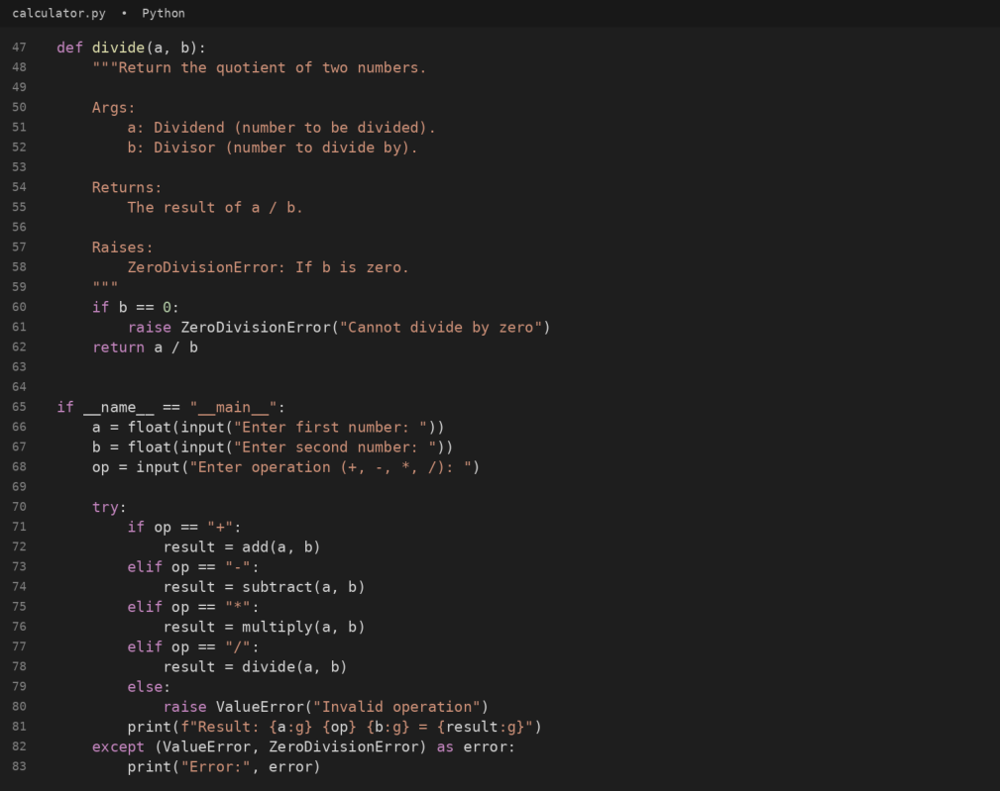 calculator.py • Python
47 def divide(a, b):
48     """Return the quotient of two numbers.
49
50     Args:
51         a: Dividend (number to be divided).
52         b: Divisor (number to divide by).
53
54     Returns:
55         The result of a / b.
56
57     Raises:
58         ZeroDivisionError: If b is zero.
59     """
60     if b == 0:
61         raise ZeroDivisionError("Cannot divide by zero")
62     return a / b
63
64
65 if __name__ == "__main__":
66     a = float(input("Enter first number: "))
67     b = float(input("Enter second number: "))
68     op = input("Enter operation (+, -, *, /): ")
69
70     try:
71         if op == "+":
72             result = add(a, b)
73         elif op == "-":
74             result = subtract(a, b)
75         elif op == "*":
76             result = multiply(a, b)
77         elif op == "/":
78             result = divide(a, b)
79         else:
80             raise ValueError("Invalid operation")
81         print(f"Result: {a:g} {op} {b:g} = {result:g}")
82     except (ValueError, ZeroDivisionError) as error:
83         print("Error:", error)